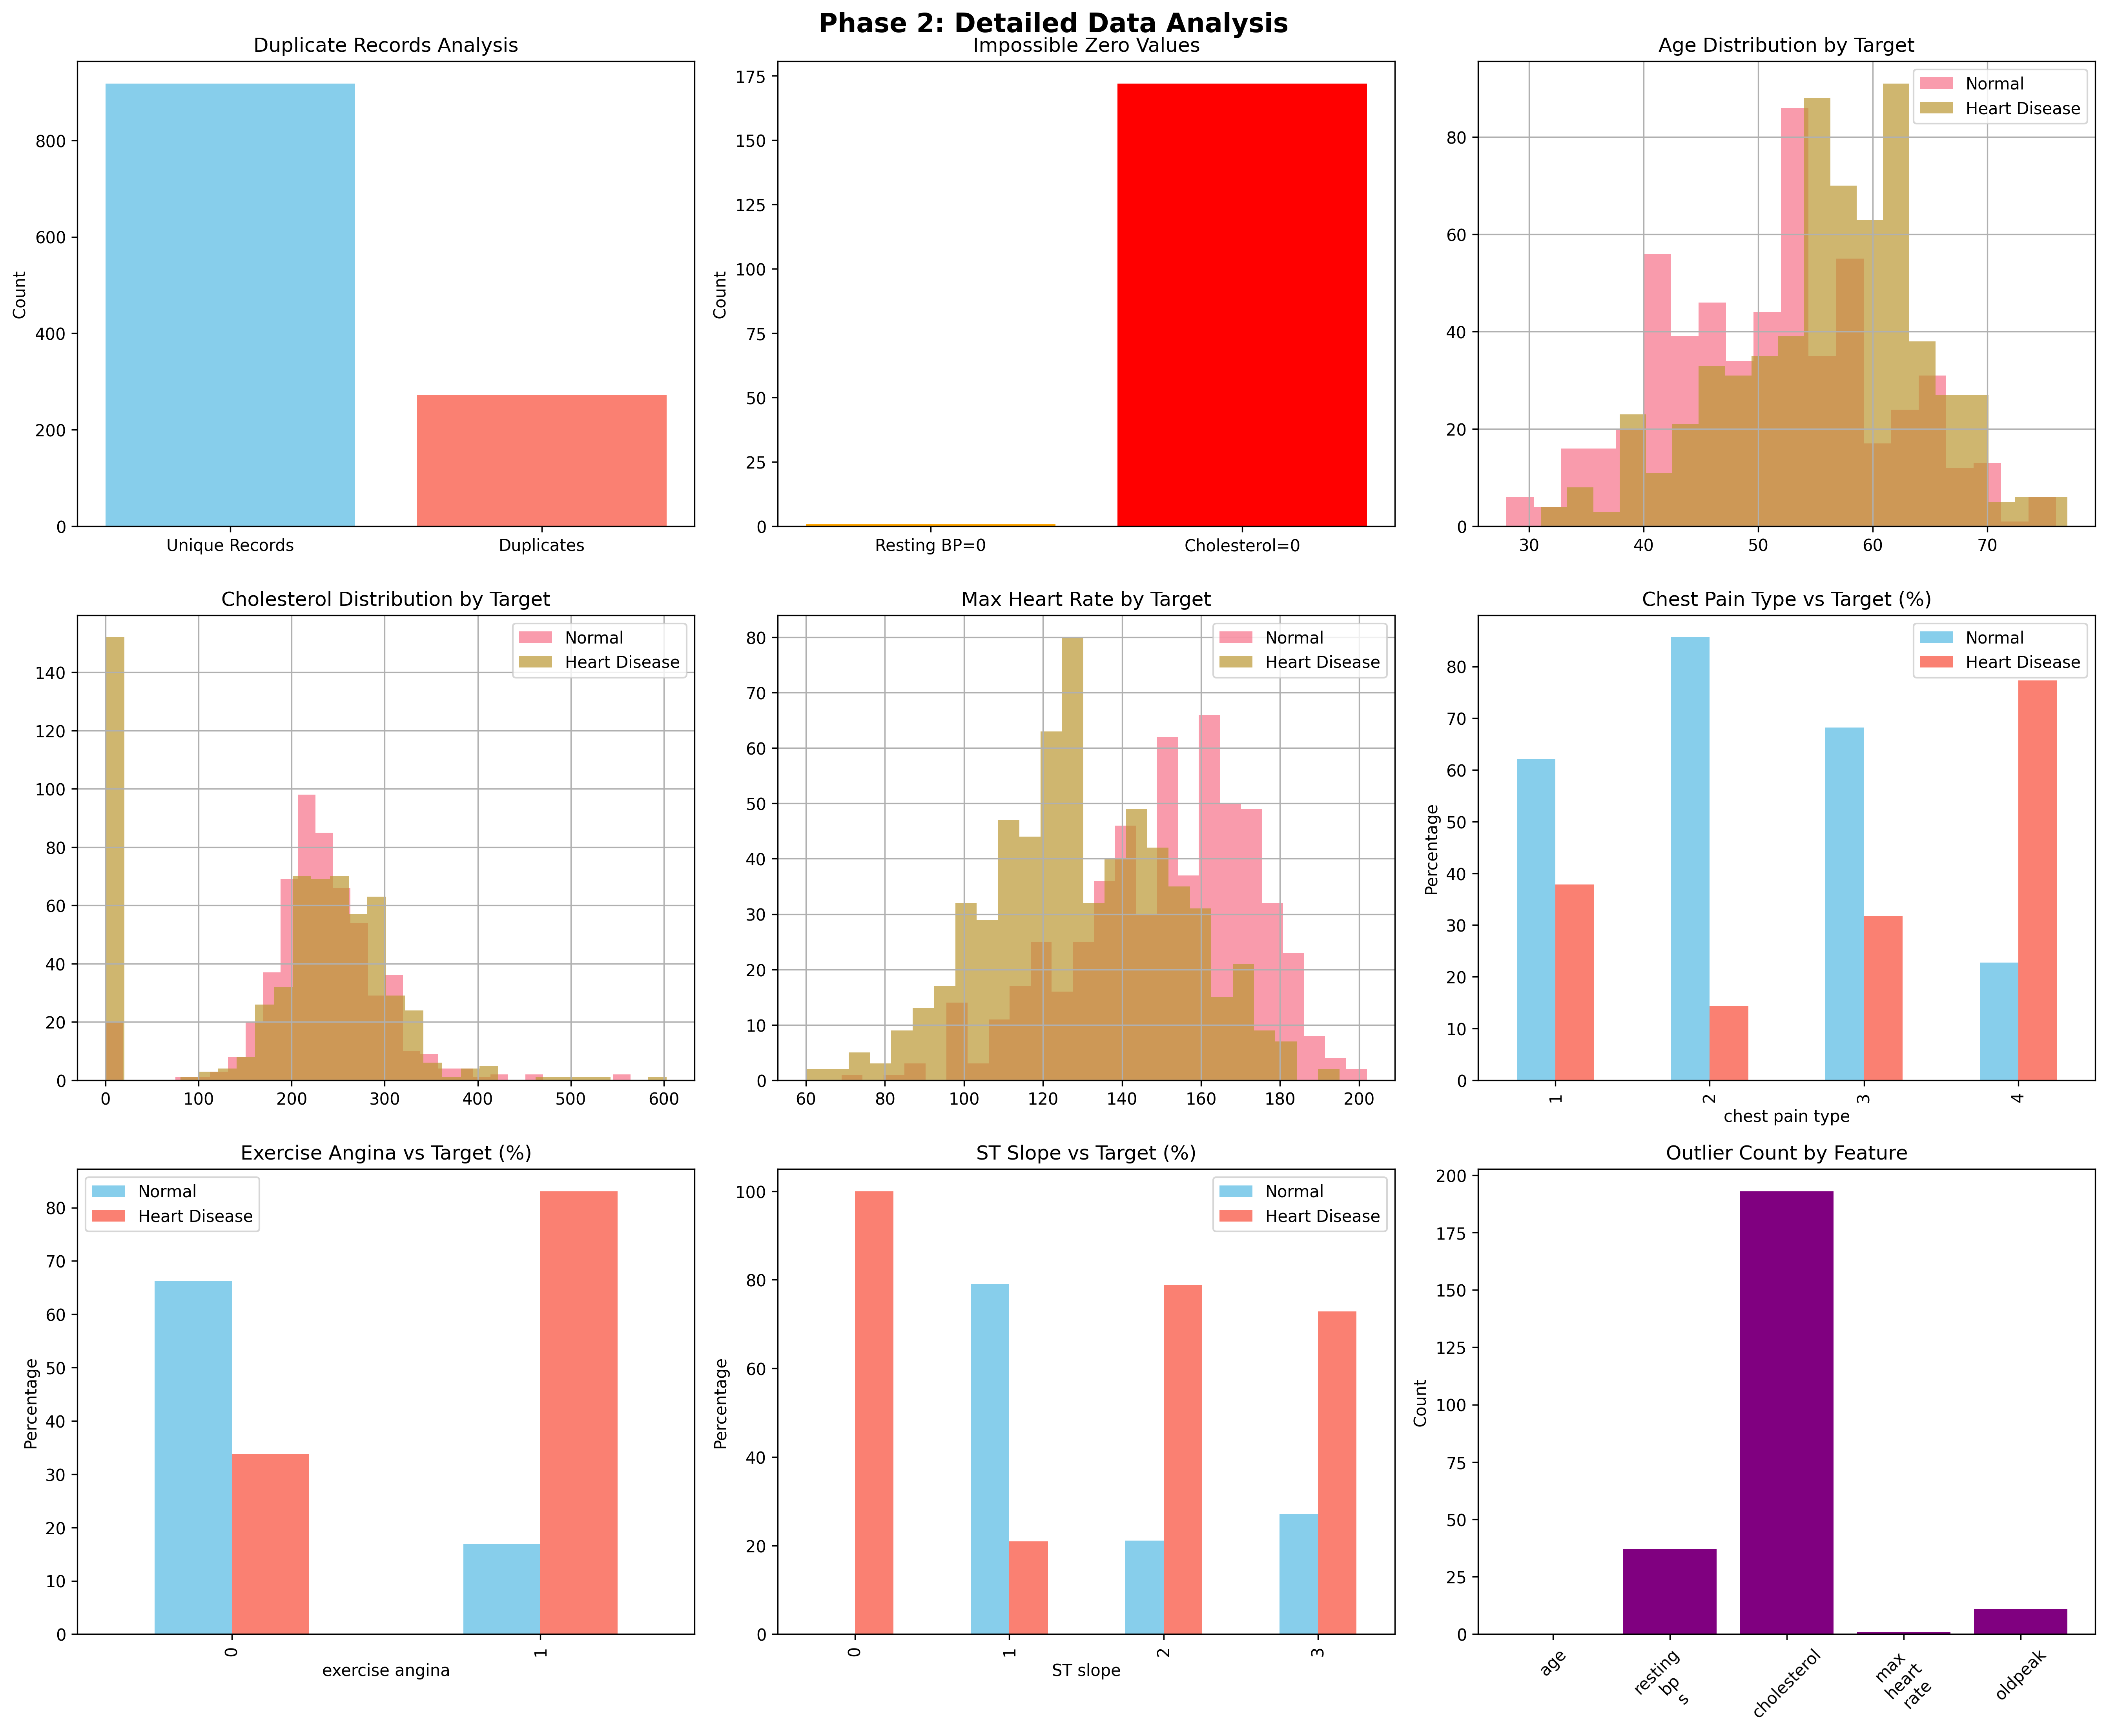 Phase 2: Detailed Data Analysis
Duplicate Records Analysis
Count
800
600
400
200
0
Unique Records
Duplicates
Impossible Zero Values
Count
175
150
125
100
75
50
25
0
Resting BP=0
Cholesterol=0
Age Distribution by Target
Normal
Heart Disease
80
60
40
20
0
30
40
50
60
70
Cholesterol Distribution by Target
Normal
Heart Disease
140
120
100
80
60
40
20
0
0
100
200
300
400
500
600
Max Heart Rate by Target
Normal
Heart Disease
80
70
60
50
40
30
20
10
0
60
80
100
120
140
160
180
200
Chest Pain Type vs Target (%)
Normal
Heart Disease
Percentage
80
70
60
50
40
30
20
10
0
1
2
3
4
chest pain type
Exercise Angina vs Target (%)
Normal
Heart Disease
Percentage
80
70
60
50
40
30
20
10
0
0
1
exercise angina
ST Slope vs Target (%)
Normal
Heart Disease
Percentage
100
80
60
40
20
0
0
1
2
3
ST slope
Outlier Count by Feature
Count
200
175
150
125
100
75
50
25
0
age
resting
bp
s
cholesterol
max
heart
rate
oldpeak